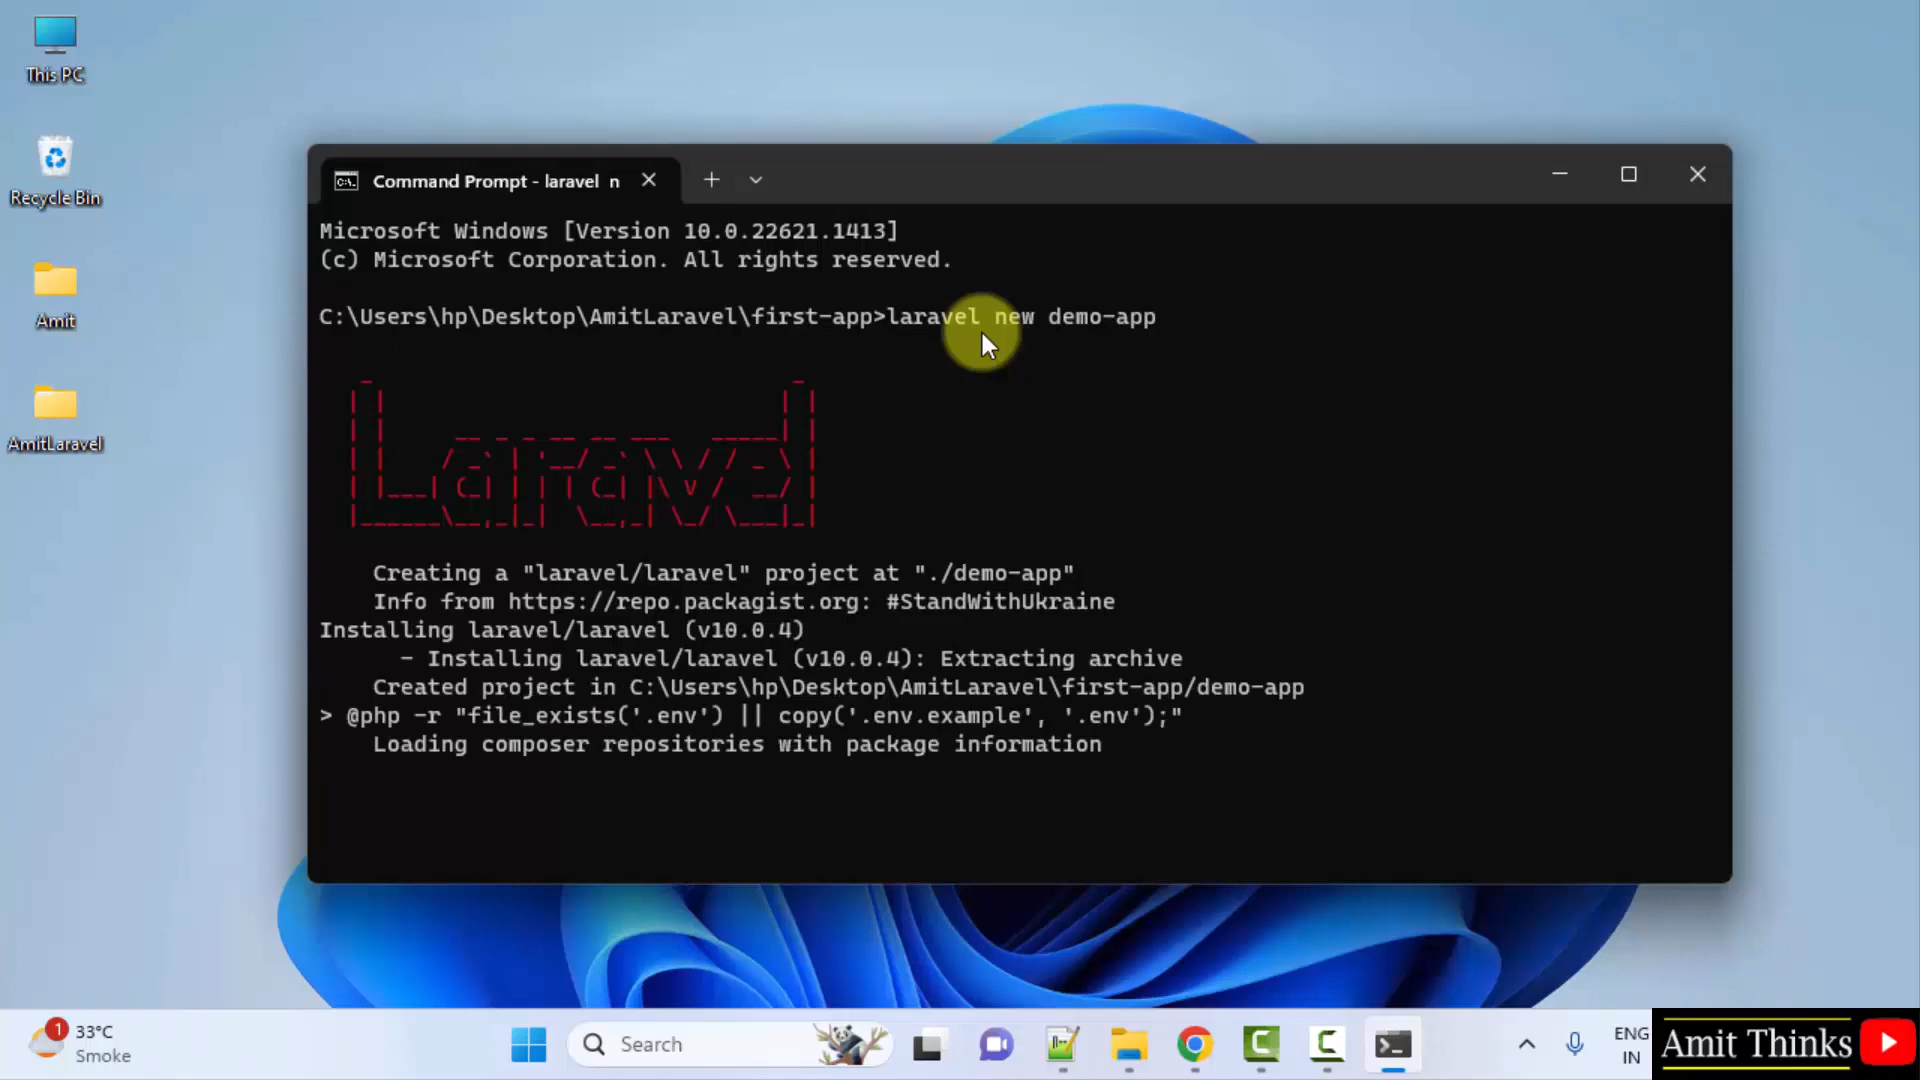 This PC
Recycle Bin
Amit
AmitLaravel
Command Prompt - laravel n
Microsoft Windows [Version 10.0.22621.1413]
(c) Microsoft Corporation. All rights reserved.
C:\Users\hp\Desktop\AmitLaravel\first-app>laravel new demo-app
Laravel
Creating a "laravel/laravel" project at "./demo-app"
Info from https://repo.packagist.org: #StandWithUkraine
Installing laravel/laravel (v10.0.4)
- Installing laravel/laravel (v10.0.4): Extracting archive
Created project in C:\Users\hp\Desktop\AmitLaravel\first-app/demo-app
> @php -r "file_exists('.env') || copy('.env.example', '.env');"
Loading composer repositories with package information
1
33°C
Smoke
Search
ENG
IN
Amit Thinks